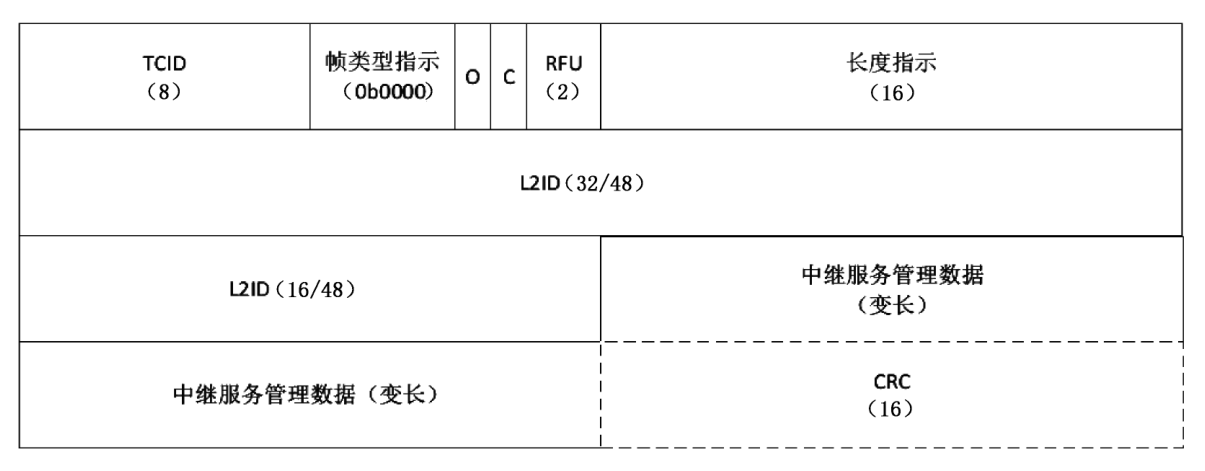 TCID
（8）
帧类型指示
（0b0000）
O
C
RFU
（2）
长度指示
（16）
L2ID（32/48）
L2ID（16/48）
中继服务管理数据
（变长）
中继服务管理数据（变长）
CRC
（16）